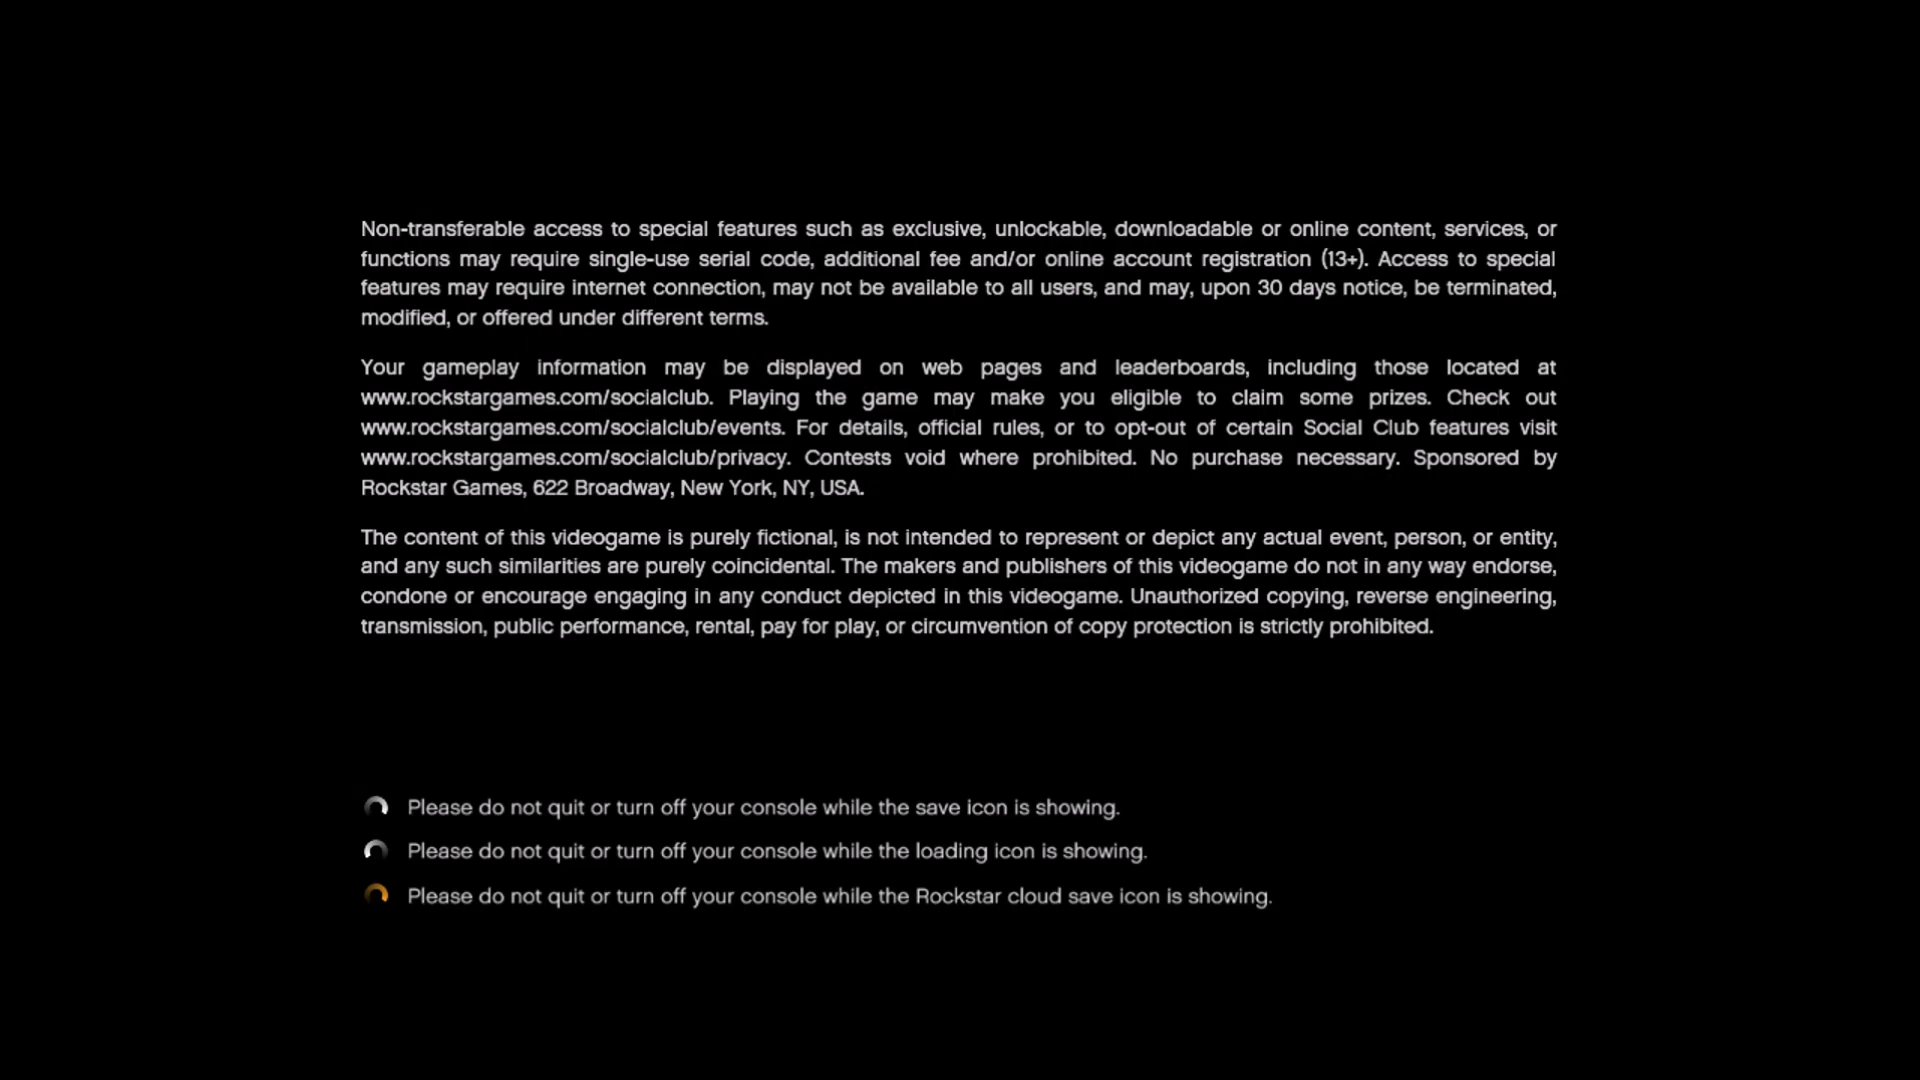 Non-transferable access to special features such as exclusive, unlockable, downloadable or online content, services, or
functions may require single-use serial code, additional fee and/or online account registration (13+). Access to special
features may require internet connection, may not be available to all users, and may, upon 30 days notice, be terminated,
modified, or offered under different terms.
Your gameplay information may be displayed on web pages and leaderboards, including those located at
www.rockstargames.com/socialclub. Playing the game may make you eligible to claim some prizes. Check out
www.rockstargames.com/socialclub/events. For details, official rules, or to opt-out of certain Social Club features visit
www.rockstargames.com/socialclub/privacy. Contests void where prohibited. No purchase necessary. Sponsored by
Rockstar Games, 622 Broadway, New York, NY, USA.
The content of this videogame is purely fictional, is not intended to represent or depict any actual event, person, or entity,
and any such similarities are purely coincidental. The makers and publishers of this videogame do not in any way endorse,
condone or encourage engaging in any conduct depicted in this videogame. Unauthorized copying, reverse engineering,
transmission, public performance, rental, pay for play, or circumvention of copy protection is strictly prohibited.
Please do not quit or turn off your console while the save icon is showing.
Please do not quit or turn off your console while the loading icon is showing.
Please do not quit or turn off your console while the Rockstar cloud save icon is showing.